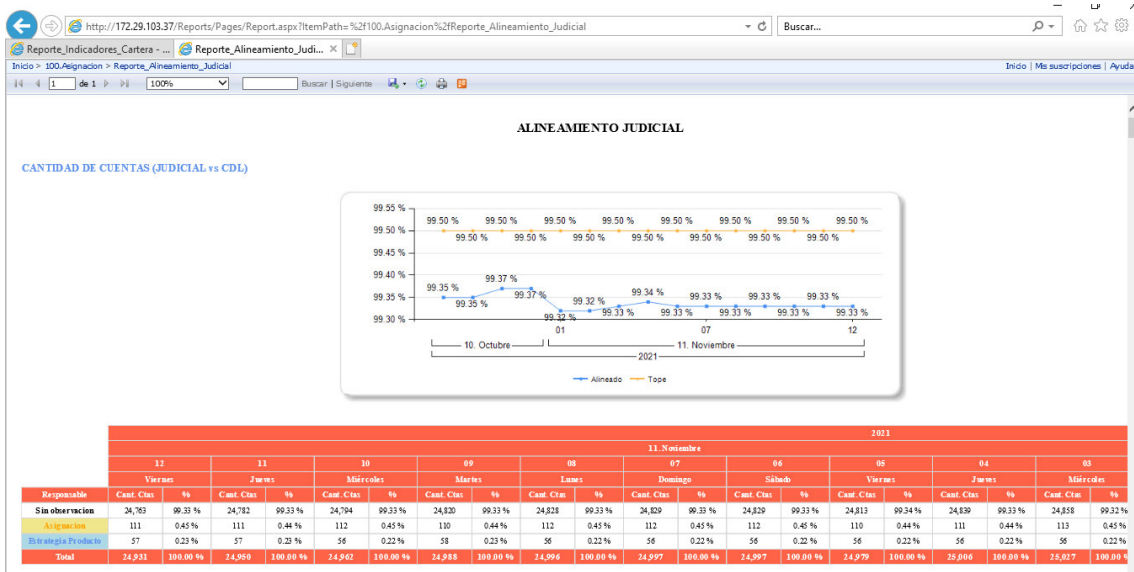 http://172.29.103.37/Reports/Pages/Report.aspx?ItemPath=%2f100.Asignacion%2fReporte_Alineamiento_Judicial
Buscar...
Reporte_Indicadores_Cartera - ...
Reporte_Alineamiento_Judi...
Inicio > 100.Asignacion > Reporte_Alineamiento_Judicial
Inicio | Mis suscripciones | Ayuda
1 de 1 100% Buscar | Siguiente
ALINEAMIENTO JUDICIAL
CANTIDAD DE CUENTAS (JUDICIAL vs CDL)
99.55 %
99.50 % 99.50 % 99.50 % 99.50 % 99.50 % 99.50 % 99.50 % 99.50 %
99.50 %
99.50 % 99.50 % 99.50 % 99.50 % 99.50 % 99.50 % 99.50 %
99.45 %
99.40 %
99.35 % 99.37 % 99.32 % 99.34 % 99.33 % 99.33 % 99.33 %
99.35 %
99.35 % 99.37 % 99.32 % 99.33 % 99.33 % 99.33 % 99.33 %
99.30 %
01 07 12
10. Octubre 11. Noviembre
2021
Alineado Tope
2021
11.Noviembre
12 11 10 09 08 07 06 05 04 03
Viernes Jueves Miércoles Martes Lunes Domingo Sábado Viernes Jueves Miércoles
Responsable Cant. Ctas % Cant. Ctas % Cant. Ctas % Cant. Ctas % Cant. Ctas % Cant. Ctas % Cant. Ctas % Cant. Ctas % Cant. Ctas % Cant. Ctas %
Sin observacion 24,763 99.33 % 24,782 99.33 % 24,794 99.33 % 24,820 99.33 % 24,828 99.33 % 24,829 99.33 % 24,829 99.33 % 24,813 99.34 % 24,839 99.33 % 24,858 99.32 %
Asignacion 111 0.45 % 111 0.44 % 112 0.45 % 110 0.44 % 112 0.45 % 112 0.45 % 112 0.45 % 110 0.44 % 111 0.44 % 113 0.45 %
Estrategia Producto 57 0.23 % 57 0.23 % 56 0.22 % 58 0.23 % 56 0.22 % 56 0.22 % 56 0.22 % 56 0.22 % 56 0.22 % 56 0.22 %
Total 24,931 100.00 % 24,950 100.00 % 24,962 100.00 % 24,988 100.00 % 24,996 100.00 % 24,997 100.00 % 24,997 100.00 % 24,979 100.00 % 25,006 100.00 % 25,027 100.00 %